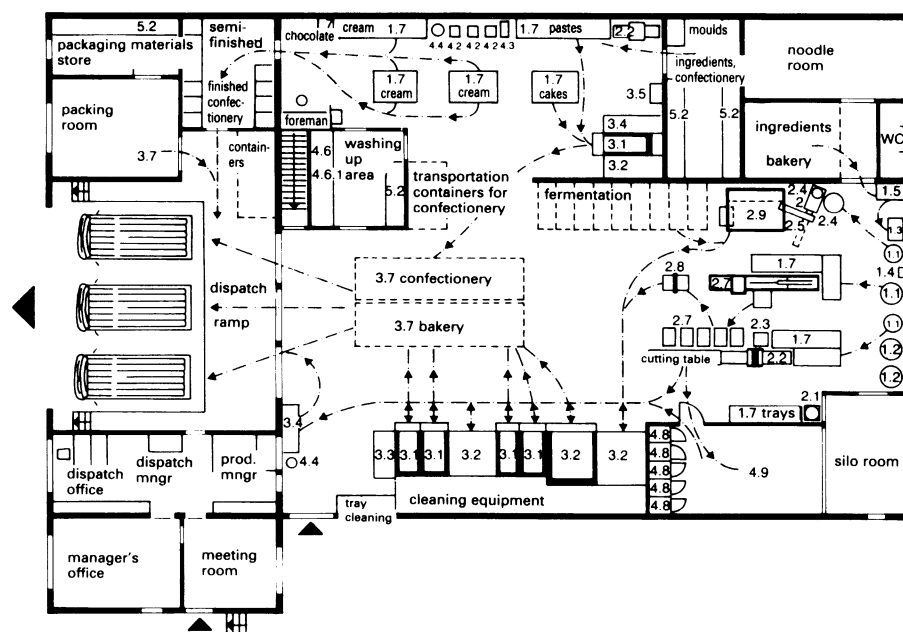 5.2
packaging materials
store
semi-
finished
finished
confec-
tionery
chocolate
7
cream
1.7
4.4
4.2
4.2
4.2
4.3
1.7
pastes
2.2
moulds
ingredients,
confectionery
5.2
5.2
noodle
room
packing
room
3.7
foreman
1.7
cream
1.7
cream
1.7
cakes
3.5
3.4
3.1
3.2
ingredients
bakery
WC
contain-
ers
4.6
4.6.1
washing
up
area
5.2
transportation
containers for
confectionery
fermentation
2.9
2.4
2
2.5
2.4
1.5
1.3
1.1
1.4
1.1
1.1
1.2
1.2
3.7 confectionery
3.7 bakery
dispatch
ramp
2.8
2.7
1.7
2.7
2.3
1.7
cutting table
2.2
2.1
1.7 trays
3.4
4.4
3.3
3.1
3.1
3.2
3.1
3.1
3.2
3.2
4.8
4.8
4.8
4.8
4.8
4.9
silo room
dispatch
office
dispatch
mngr
prod.
mngr
tray
cleaning
cleaning equipment
manager's
office
meeting
room